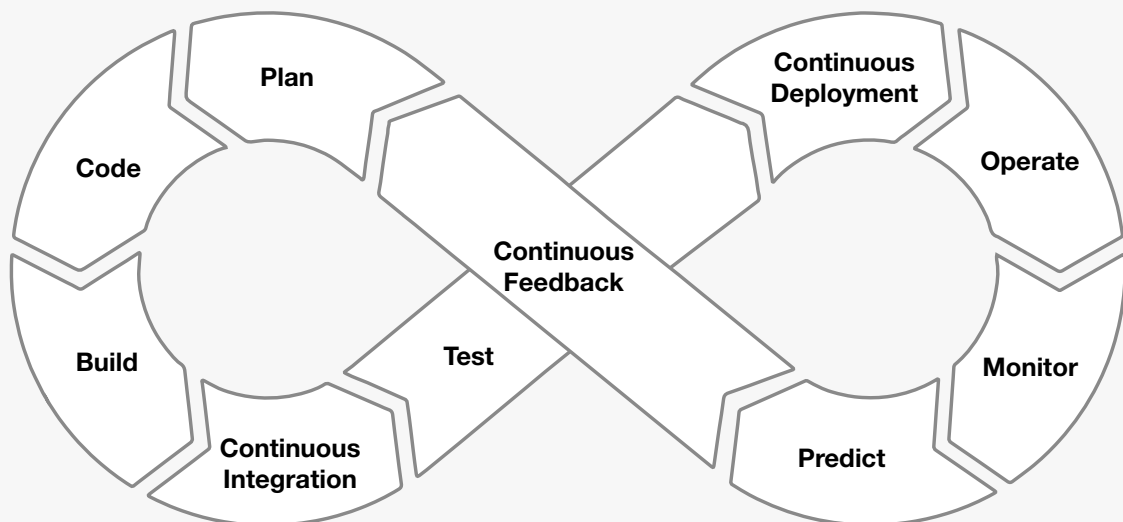 Plan
Code
Build
Continuous
Integration
Test
Continuous
Feedback
Continuous
Deployment
Operate
Monitor
Predict